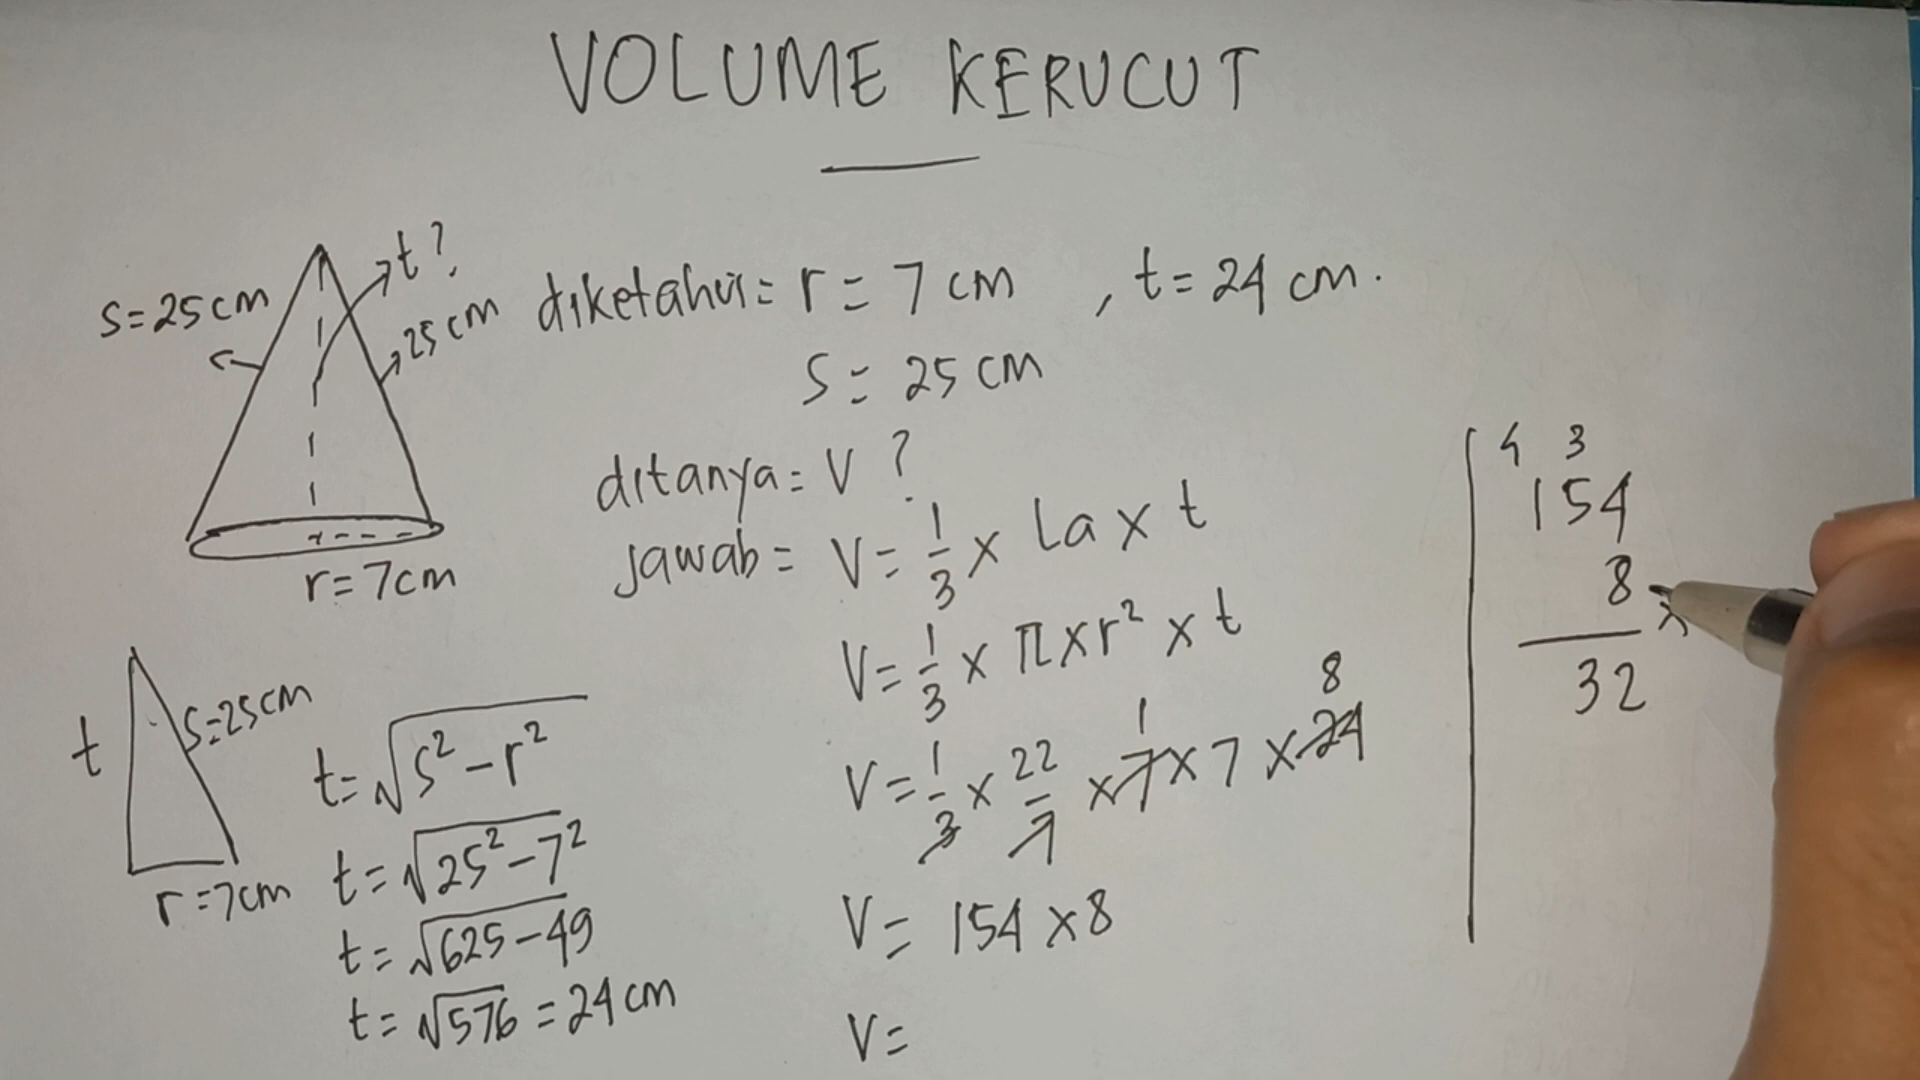 VOLUME KERUCUT
t?
s=25cm
25cm
r=7cm
diketahui= r=7cm , t=24 cm.
s=25 cm
ditanya= V ?
jawab= V= 1/3 x La x t
V= 1/3 x π x r² x t
V= 1/3 x 22/7 x 7 x 7 x 24
1
8
V= 154 x 8
V=
t
s=25cm
r=7cm
t= √s²-r²
t= √25²-7²
t= √625-49
t= √576 = 24 cm
4 3
154
8 x
32